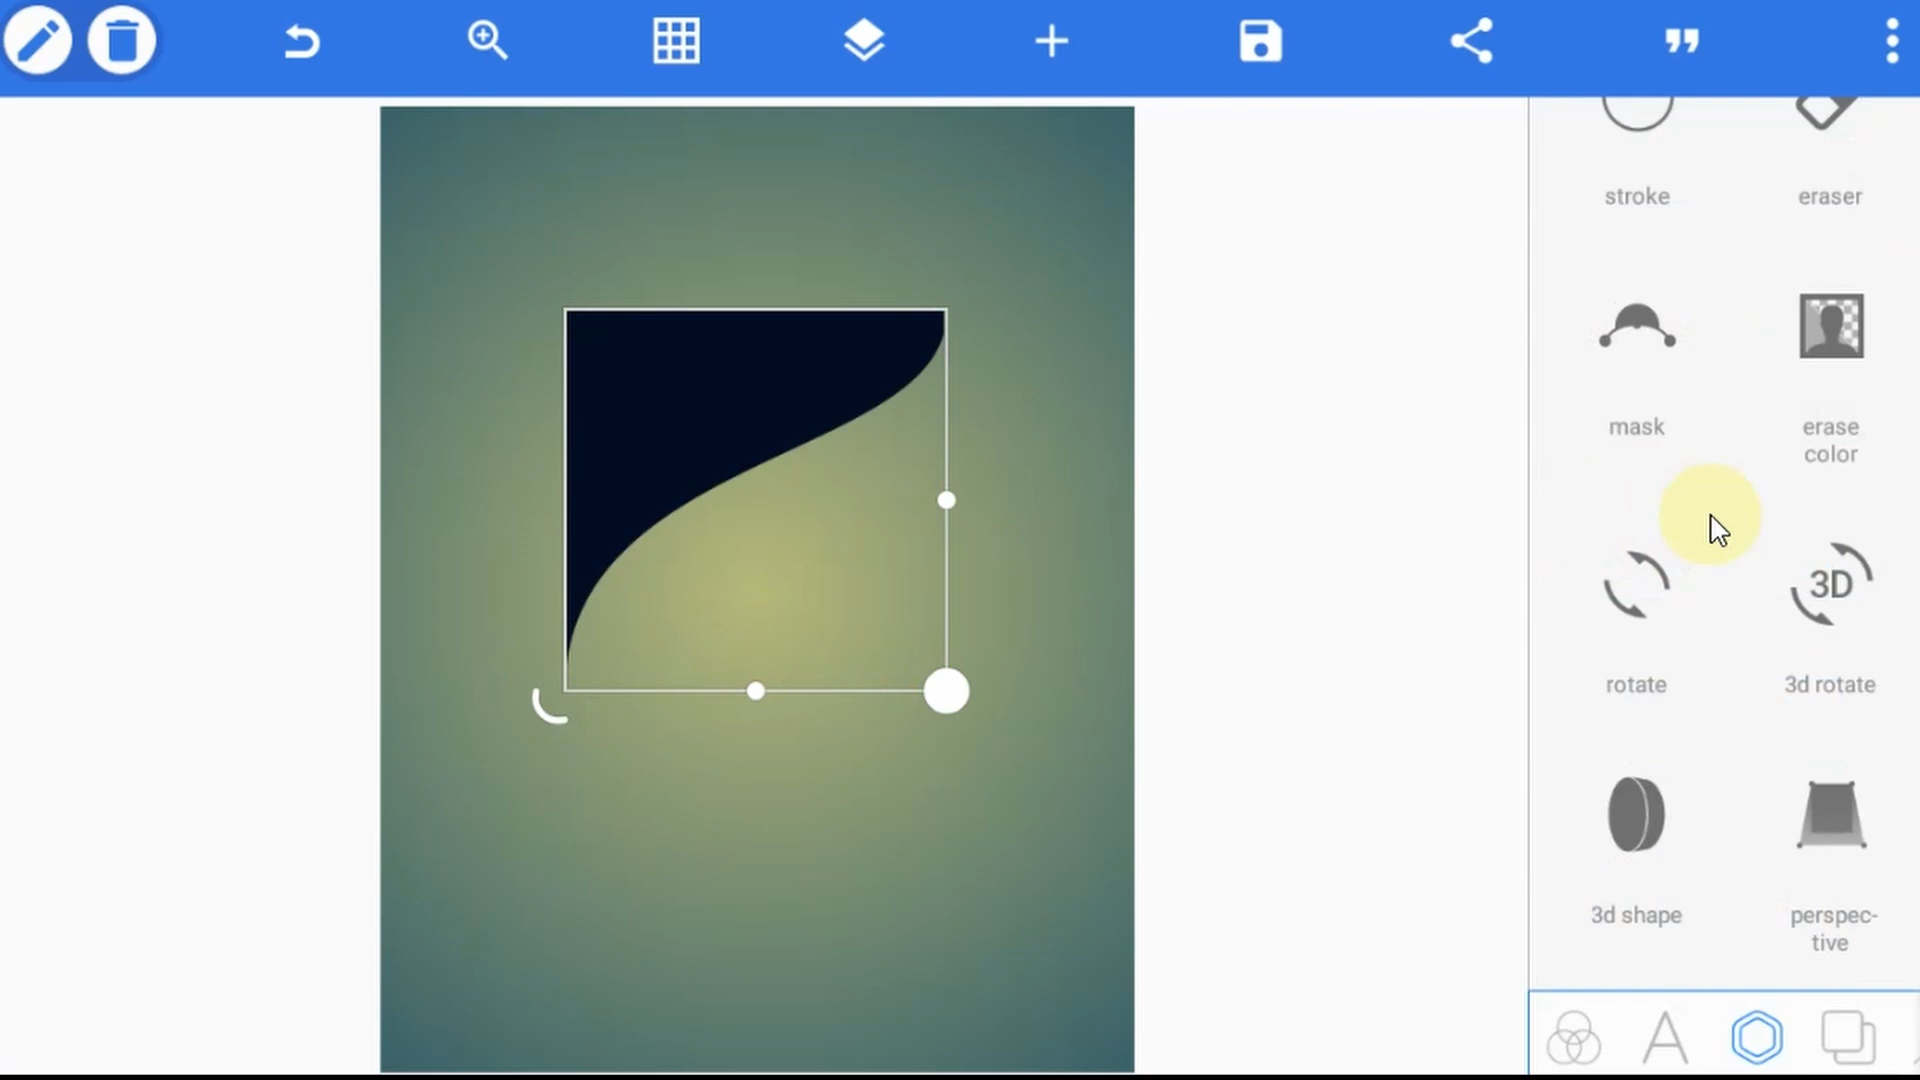 stroke
eraser
mask
erase
color
3D
rotate
3d rotate
3d shape
perspec-
tive